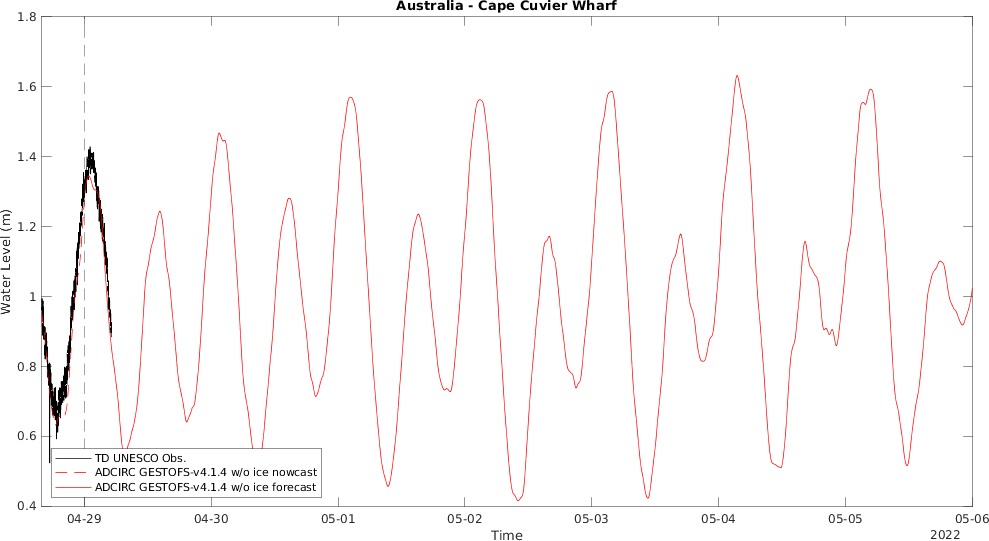 Australia - Cape Cuvier Wharf
1.8
1.6
1.4
1.2
1
0.8
0.6
0.4
Water Level (m)
TD UNESCO Obs.
ADCIRC GESTOFS-v4.1.4 w/o ice nowcast
ADCIRC GESTOFS-v4.1.4 w/o ice forecast
04-29 04-30 05-01 05-02 05-03 05-04 05-05 05-06
Time
2022